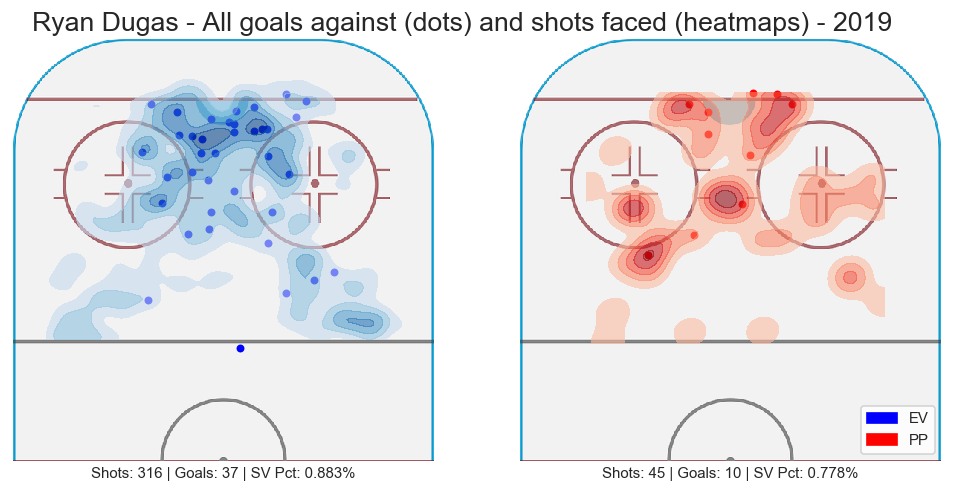 Ryan Dugas - All goals against (dots) and shots faced (heatmaps) - 2019
EV
PP
Shots: 316 | Goals: 37 | SV Pct: 0.883%
Shots: 45 | Goals: 10 | SV Pct: 0.778%